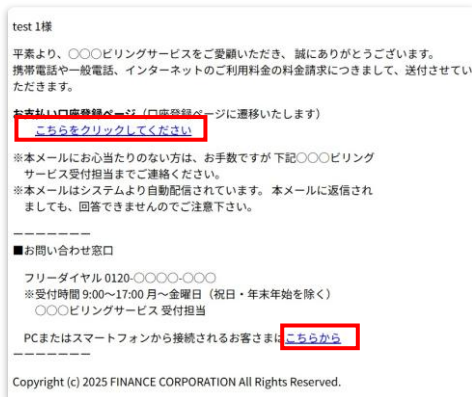 test 1様
平素より、○○○ビリングサービスをご愛顧いただき、 誠にありがとうございます。
携帯電話や一般電話、インターネットのご利用料金の料金請求につきまして、送付させてい
ただきます。
お支払い口座登録ページ（口座登録ページに遷移いたします）
こちらをクリックしてください
※本メールにお心当たりのない方は、お手数ですが 下記○○○ビリング
サービス受付担当までご連絡ください。
※本メールはシステムより自動配信されています。 本メールに返信され
ましても、回答できませんのでご注意下さい。
ーーーーーーー
■お問い合わせ窓口
フリーダイヤル 0120-○○○○-○○○
※受付時間 9:00～17:00 月～金曜日（祝日・年末年始を除く）
○○○ビリングサービス 受付担当
PCまたはスマートフォンから接続されるお客さまはこちらから
ーーーーーーー
Copyright (c) 2025 FINANCE CORPORATION All Rights Reserved.